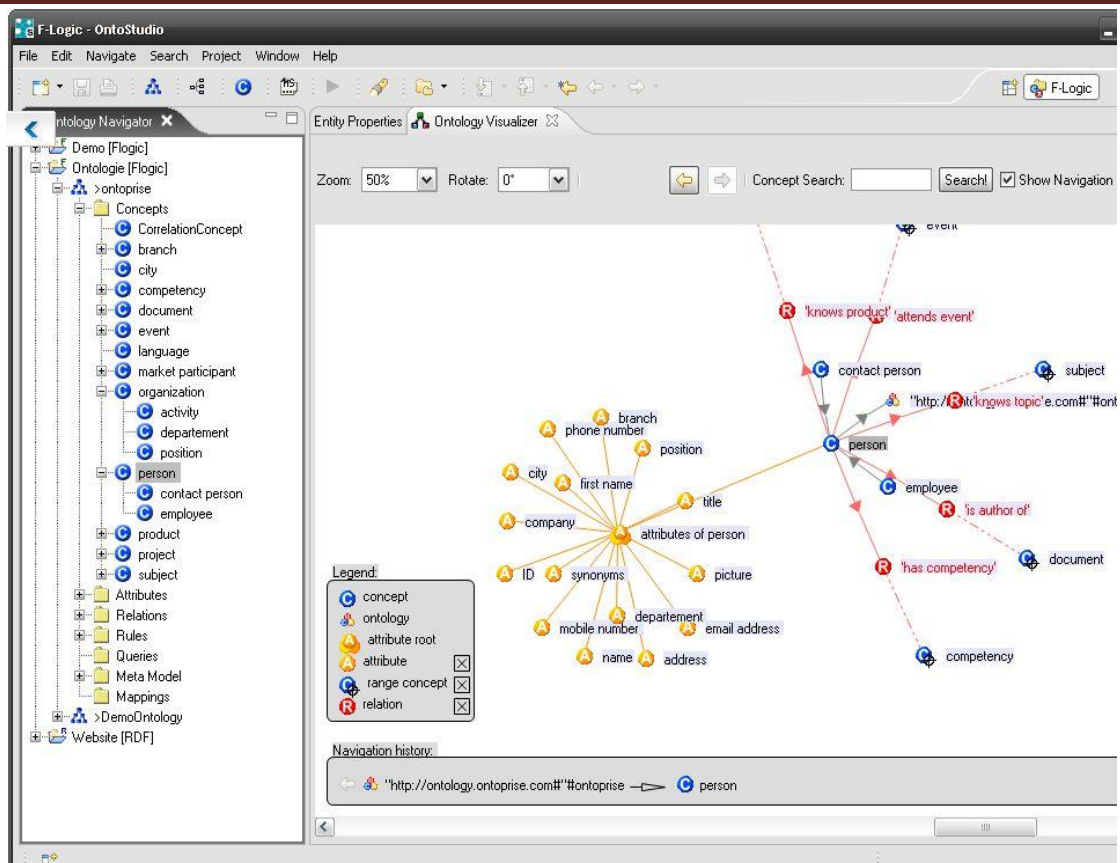 F-Logic - OntoStudio
File Edit Navigate Search Project Window Help
F-Logic
ntology Navigator
Entity Properties
Ontology Visualizer
Demo [Flogic]
Ontologie [Flogic]
>ontoprise
Concepts
CorrelationConcept
branch
city
competency
document
event
language
market participant
organization
activity
departement
position
person
contact person
employee
product
project
subject
Attributes
Relations
Rules
Queries
Meta Model
Mappings
>DemoOntology
Website [RDF]
Zoom: 50% Rotate: 0° Concept Search: Search! Show Navigation
event
'knows product' 'attends event'
contact person
subject
"http:// 'knows topic' e.com#"#ont
person
branch
phone number
position
city
first name
title
employee
'is author of'
company
attributes of person
document
ID
synonyms
picture
'has competency'
departement
mobile number
email address
name
address
competency
Legend:
concept
ontology
attribute root
attribute
range concept
relation
Navigation history:
"http://ontology.ontoprise.com#"#ontoprise person